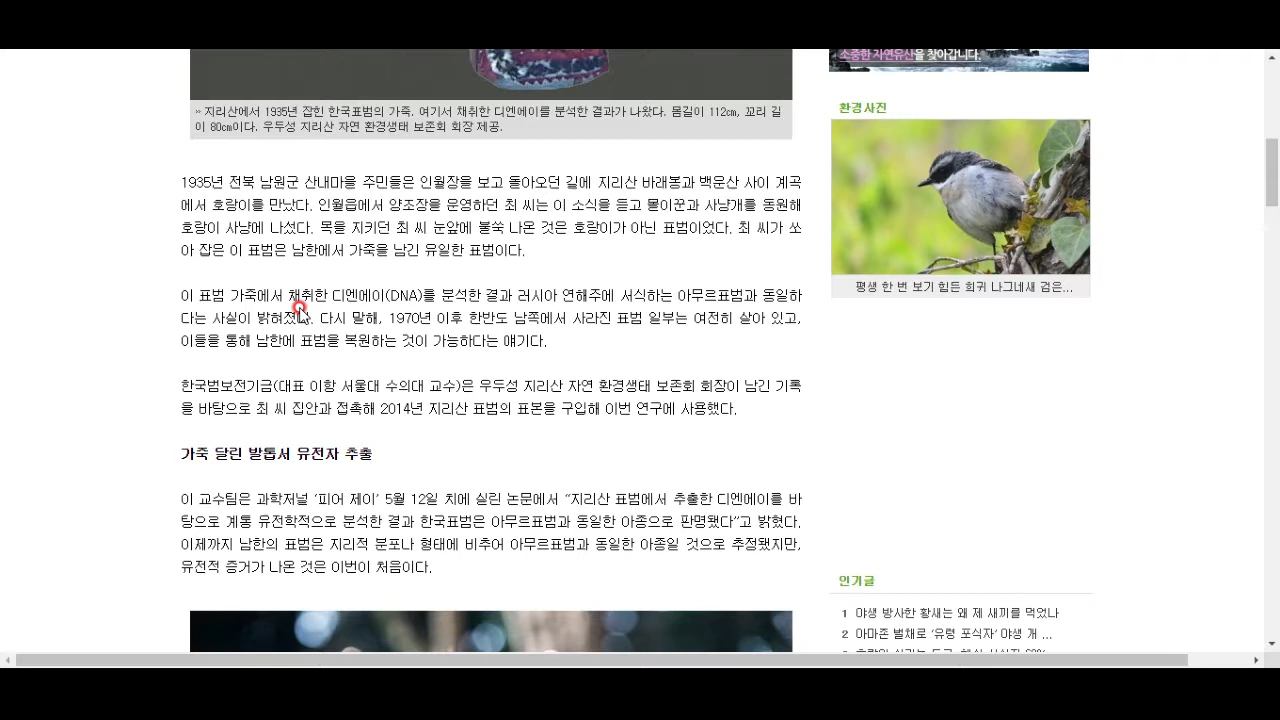 » 지리산에서 1935년 잡힌 한국표범의 가죽. 여기서 채취한 디엔에이를 분석한 결과가 나왔다. 몸길이 112㎝, 꼬리 길
이 80㎝이다. 우두성 지리산 자연 환경생태 보존회 회장 제공.
1935년 전북 남원군 산내마을 주민들은 인월장을 보고 돌아오던 길에 지리산 바래봉과 백운산 사이 계곡
에서 호랑이를 만났다. 인월읍에서 양조장을 운영하던 최 씨는 이 소식을 듣고 몰이꾼과 사냥개를 동원해
호랑이 사냥에 나섰다. 목을 지키던 최 씨 눈앞에 불쑥 나온 것은 호랑이가 아닌 표범이었다. 최 씨가 쏘
아 잡은 이 표범은 남한에서 가죽을 남긴 유일한 표범이다.
이 표범 가죽에서 채취한 디엔에이(DNA)를 분석한 결과 러시아 연해주에 서식하는 아무르표범과 동일하
다는 사실이 밝혀졌다. 다시 말해, 1970년 이후 한반도 남쪽에서 사라진 표범 일부는 여전히 살아 있고,
이들을 통해 남한에 표범을 복원하는 것이 가능하다는 얘기다.
한국범보전기금(대표 이항 서울대 수의대 교수)은 우두성 지리산 자연 환경생태 보존회 회장이 남긴 기록
을 바탕으로 최 씨 집안과 접촉해 2014년 지리산 표범의 표본을 구입해 이번 연구에 사용했다.
가죽 달린 발톱서 유전자 추출
이 교수팀은 과학저널 ‘피어 제이’ 5월 12일 치에 실린 논문에서 “지리산 표범에서 추출한 디엔에이를 바
탕으로 계통 유전학적으로 분석한 결과 한국표범은 아무르표범과 동일한 아종으로 판명됐다”고 밝혔다.
이제까지 남한의 표범은 지리적 분포나 형태에 비추어 아무르표범과 동일한 아종일 것으로 추정됐지만,
유전적 증거가 나온 것은 이번이 처음이다.
소중한 자연유산을 찾아갑니다.
환경사진
평생 한 번 보기 힘든 희귀 나그네새 검은...
인기글
1 야생 방사한 황새는 왜 제 새끼를 먹었나
2 아마존 벌채로 ‘유령 포식자’ 야생 개 ...